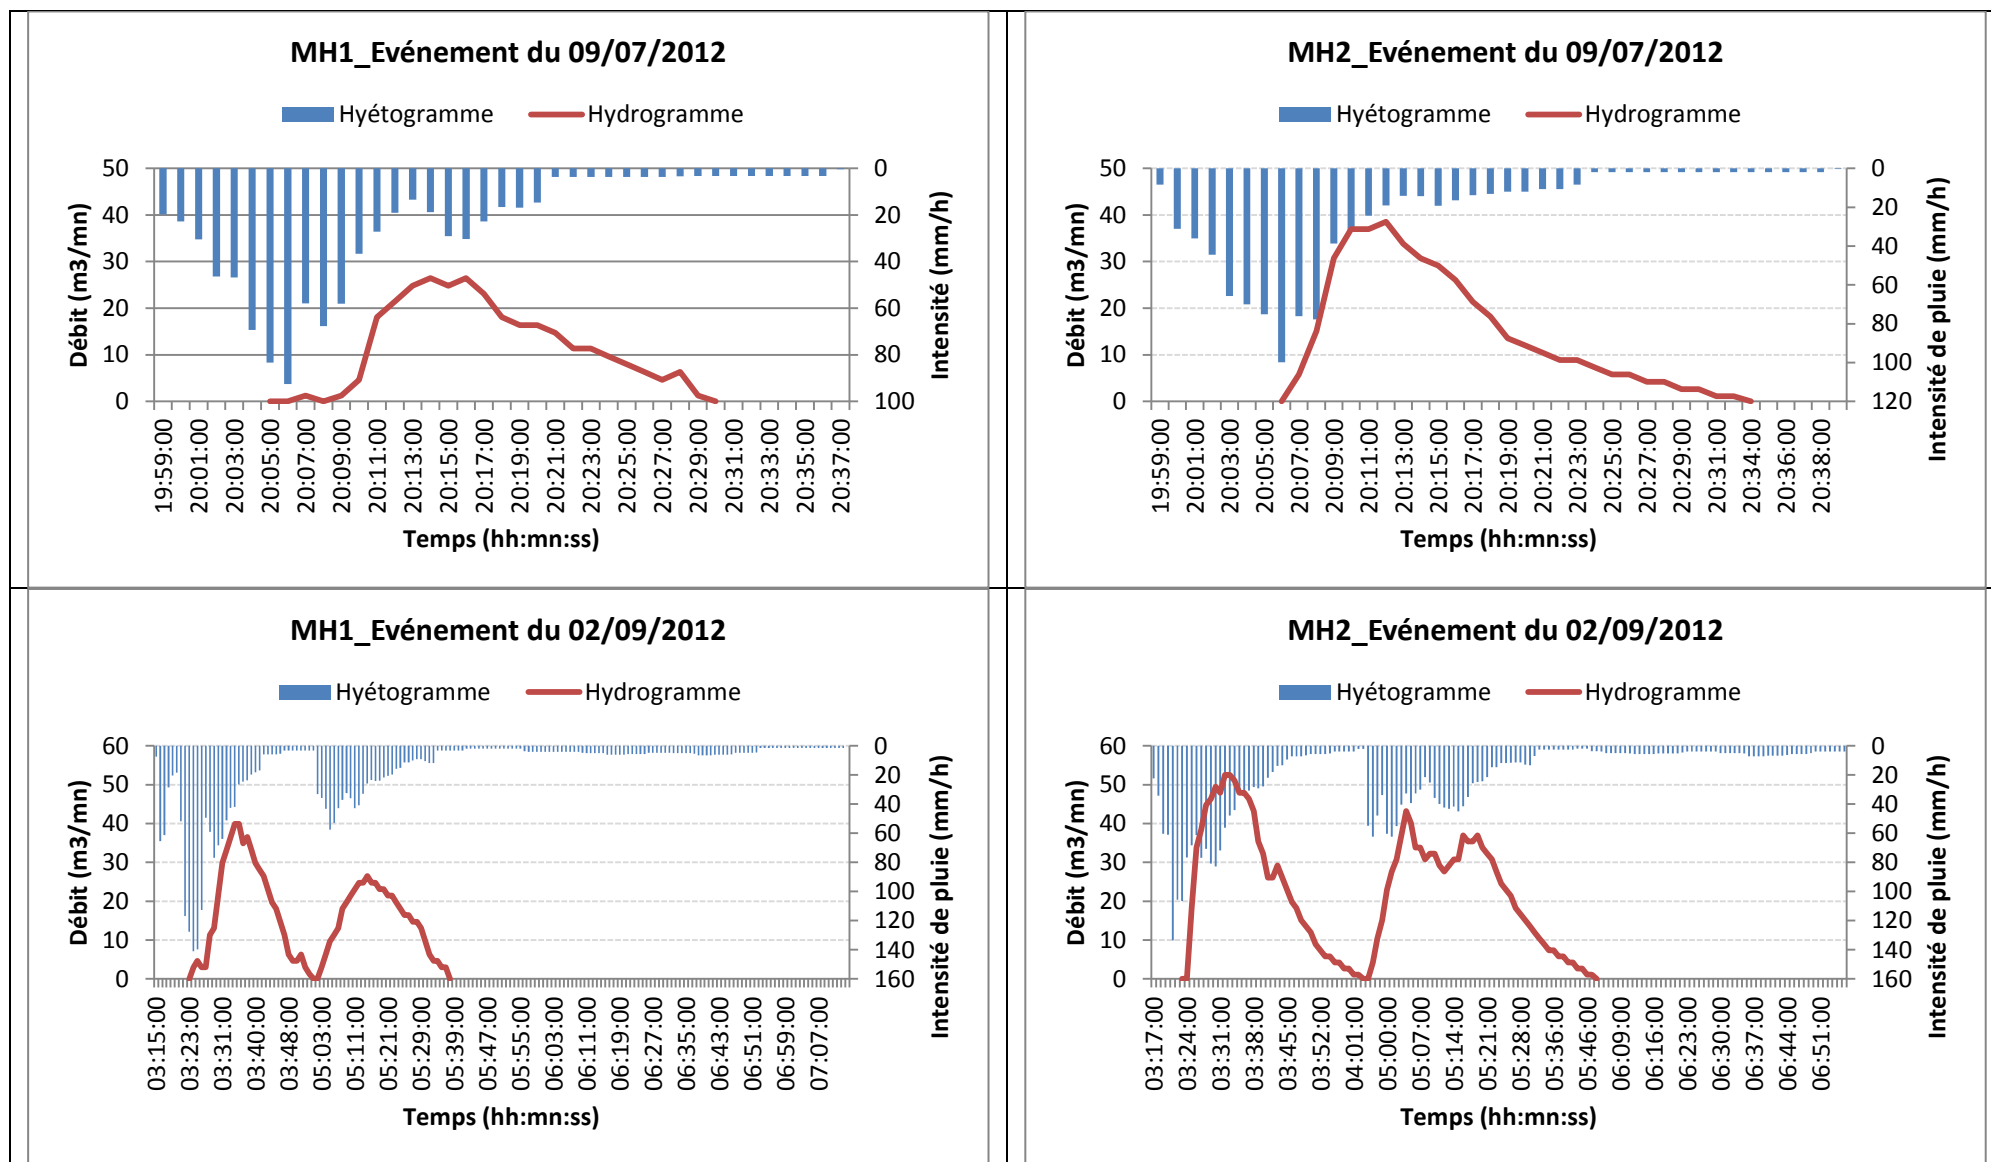 MH1_Evénement du 09/07/2012
Hyétogramme Hydrogramme
Débit (m3/mn)
50
40
30
20
10
0
0
20
40
60
80
100
Intensité (mm/h)
19:59:00 20:01:00 20:03:00 20:05:00 20:07:00 20:09:00 20:11:00 20:13:00 20:15:00 20:17:00 20:19:00 20:21:00 20:23:00 20:25:00 20:27:00 20:29:00 20:31:00 20:33:00 20:35:00 20:37:00
Temps (hh:mn:ss)
MH2_Evénement du 09/07/2012
Hyétogramme Hydrogramme
Débit (m3/mn)
50
40
30
20
10
0
0
20
40
60
80
100
120
Intensité de pluie (mm/h)
19:59:00 20:01:00 20:03:00 20:05:00 20:07:00 20:09:00 20:11:00 20:13:00 20:15:00 20:17:00 20:19:00 20:21:00 20:23:00 20:25:00 20:27:00 20:29:00 20:31:00 20:34:00 20:36:00 20:38:00
Temps (hh:mn:ss)
MH1_Evénement du 02/09/2012
Hyétogramme Hydrogramme
Débit (m3/mn)
60
50
40
30
20
10
0
0
20
40
60
80
100
120
140
160
Intensité de pluie (mm/h)
03:15:00 03:23:00 03:31:00 03:40:00 03:48:00 05:03:00 05:11:00 05:21:00 05:29:00 05:39:00 05:47:00 05:55:00 06:03:00 06:11:00 06:19:00 06:27:00 06:35:00 06:43:00 06:51:00 06:59:00 07:07:00
Temps (hh:mn:ss)
MH2_Evénement du 02/09/2012
Hyétogramme Hydrogramme
Débit (m3/mn)
60
50
40
30
20
10
0
0
20
40
60
80
100
120
140
160
Intensité de pluie (mm/h)
03:17:00 03:24:00 03:31:00 03:38:00 03:45:00 03:52:00 04:01:00 05:00:00 05:07:00 05:14:00 05:21:00 05:28:00 05:36:00 05:46:00 06:09:00 06:16:00 06:23:00 06:30:00 06:37:00 06:44:00 06:51:00
Temps (hh:mn:ss)